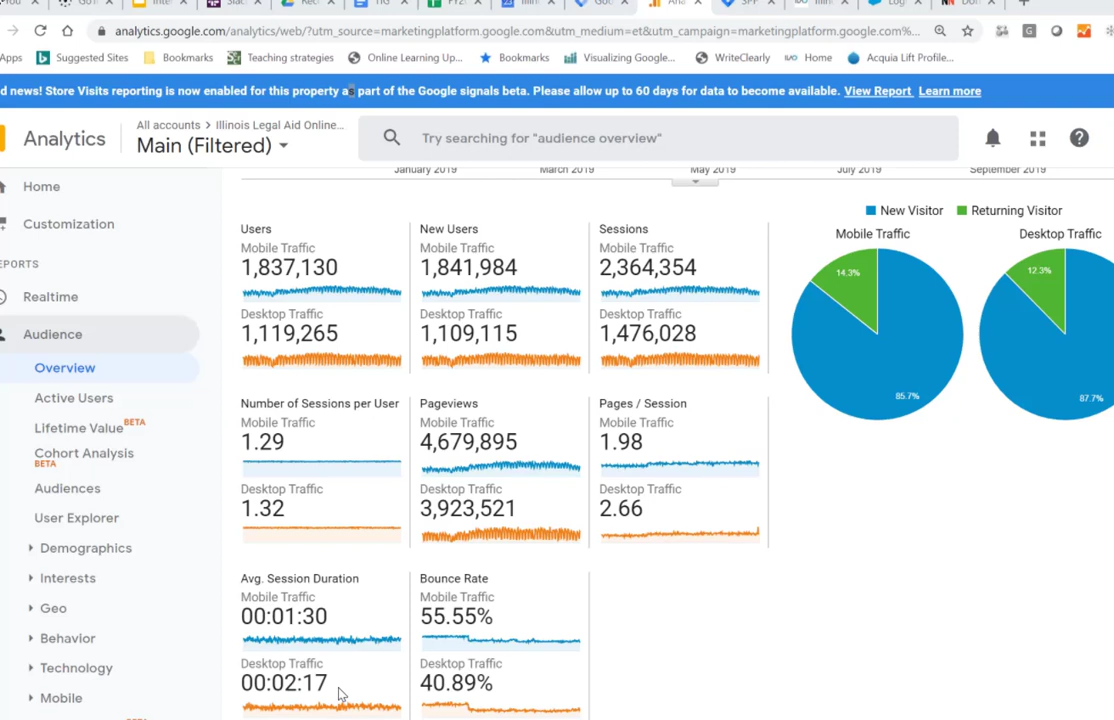 analytics.google.com/analytics/web/?utm_source=marketingplatform.google.com&utm_medium=et&utm_campaign=marketingplatform.google.com%...
Apps Suggested Sites Bookmarks Teaching strategies Online Learning Up... Bookmarks Visualizing Google... WriteClearly Home Acquia Lift Profile...
d news! Store Visits reporting is now enabled for this property as part of the Google signals beta. Please allow up to 60 days for data to become available. View Report Learn more
Analytics
All accounts > Illinois Legal Aid Online...
Main (Filtered)
Try searching for "audience overview"
January 2019 March 2019 May 2019 July 2019 September 2019
Home
Customization
EPORTS
Realtime
Audience
Overview
Active Users
Lifetime Value BETA
Cohort Analysis
BETA
Audiences
User Explorer
Demographics
Interests
Geo
Behavior
Technology
Mobile
Users
Mobile Traffic
1,837,130
Desktop Traffic
1,119,265
New Users
Mobile Traffic
1,841,984
Desktop Traffic
1,109,115
Sessions
Mobile Traffic
2,364,354
Desktop Traffic
1,476,028
Number of Sessions per User
Mobile Traffic
1.29
Desktop Traffic
1.32
Pageviews
Mobile Traffic
4,679,895
Desktop Traffic
3,923,521
Pages / Session
Mobile Traffic
1.98
Desktop Traffic
2.66
Avg. Session Duration
Mobile Traffic
00:01:30
Desktop Traffic
00:02:17
Bounce Rate
Mobile Traffic
55.55%
Desktop Traffic
40.89%
New Visitor Returning Visitor
Mobile Traffic
14.3%
85.7%
Desktop Traffic
12.3%
87.7%